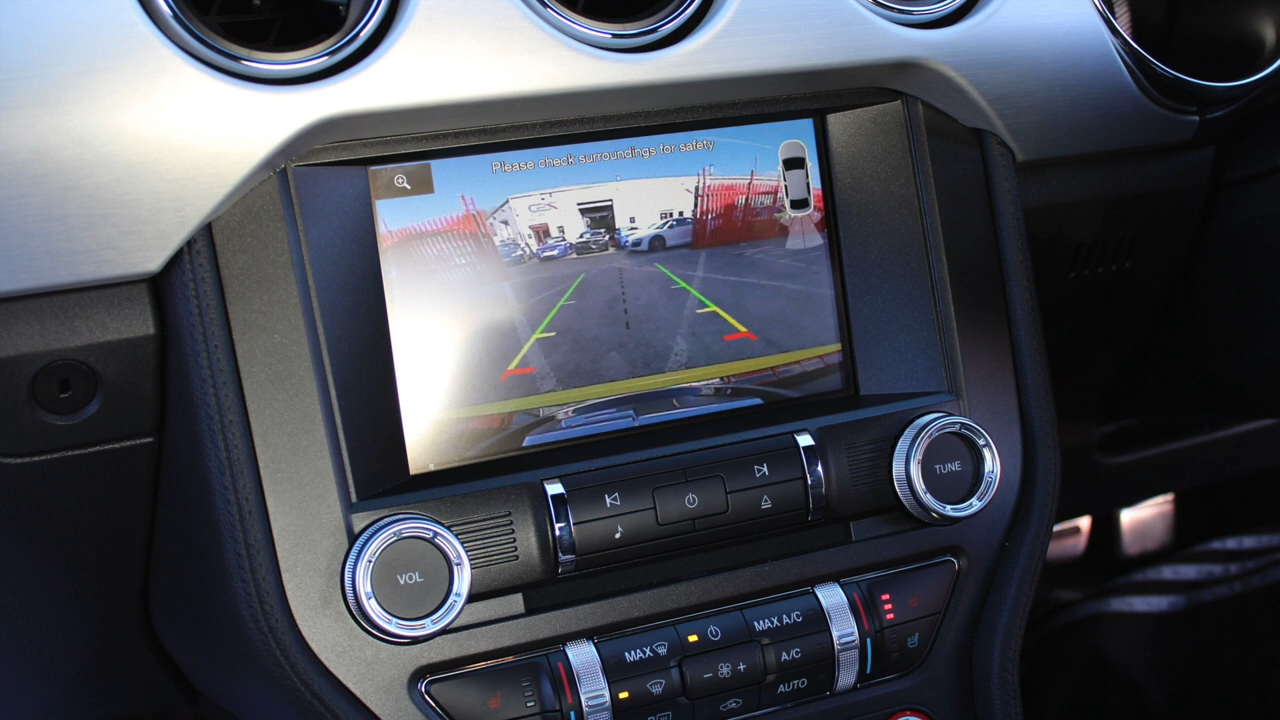 Please check surroundings for safety
TUNE
VOL
MAX A/C
MAX
A/C
AUTO